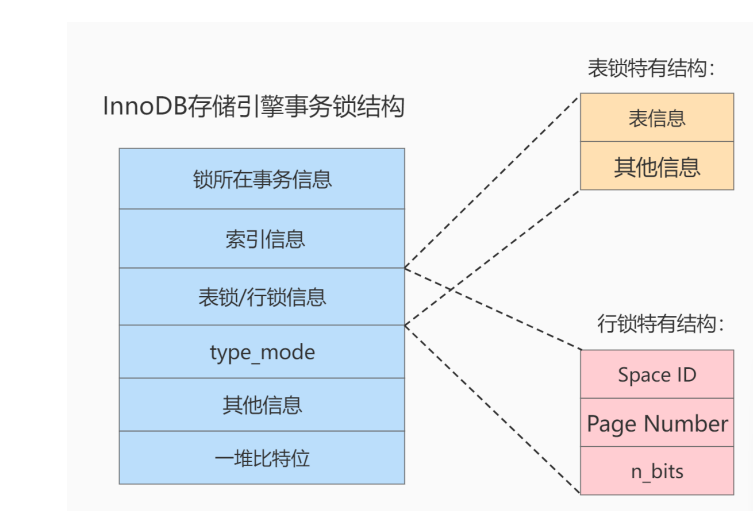 InnoDB存储引擎事务锁结构
锁所在事务信息
索引信息
表锁/行锁信息
type_mode
其他信息
一堆比特位
表锁特有结构：
表信息
其他信息
行锁特有结构：
Space ID
Page Number
n_bits